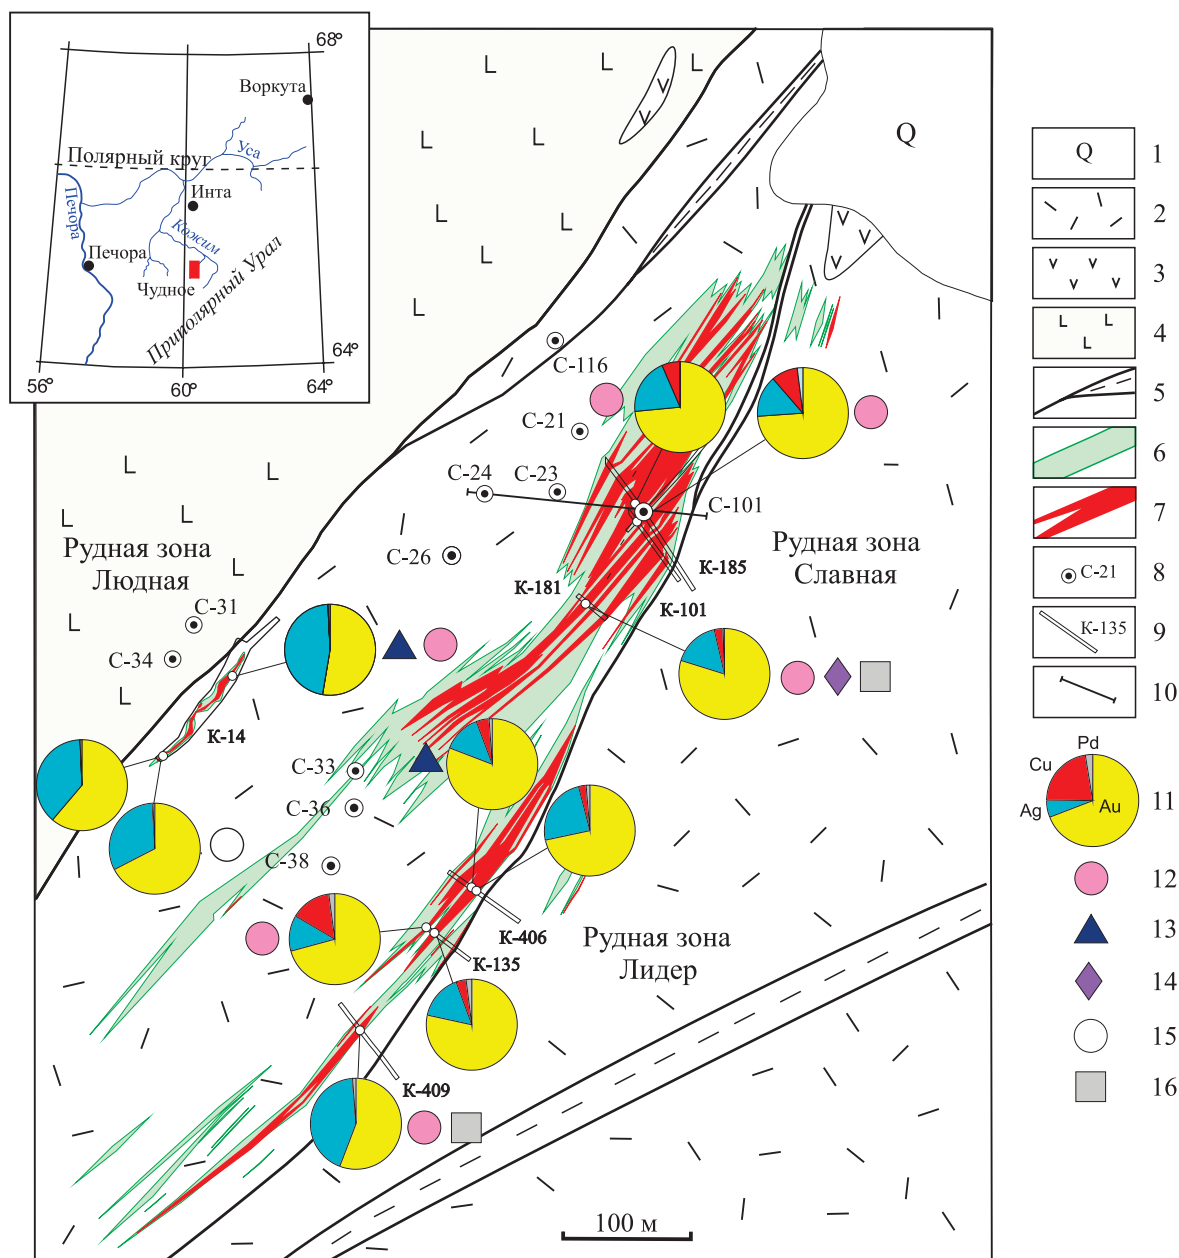 68°
Воркута
Полярный круг
Уса
Печора
Инта
Кожим
Печора
Чудное
Приполярный Урал
56°
60°
64°
64°
L L L
V
V
L L
L
L
L
L
Q
V V
V
С-116
С-21
С-24
С-23
С-101
L L
L L
L
Рудная зона
Людная
С-26
К-181
К-185
К-101
Рудная зона
Славная
L
С-31
С-34
L
К-14
С-33
С-36
С-38
К-406
К-135
Рудная зона
Лидер
К-409
100 м
Q 1
2
V V
V V
3
L L
L
4
5
6
7
С-21 8
К-135 9
10
Pd
Cu
Ag
Au
11
12
13
14
15
16